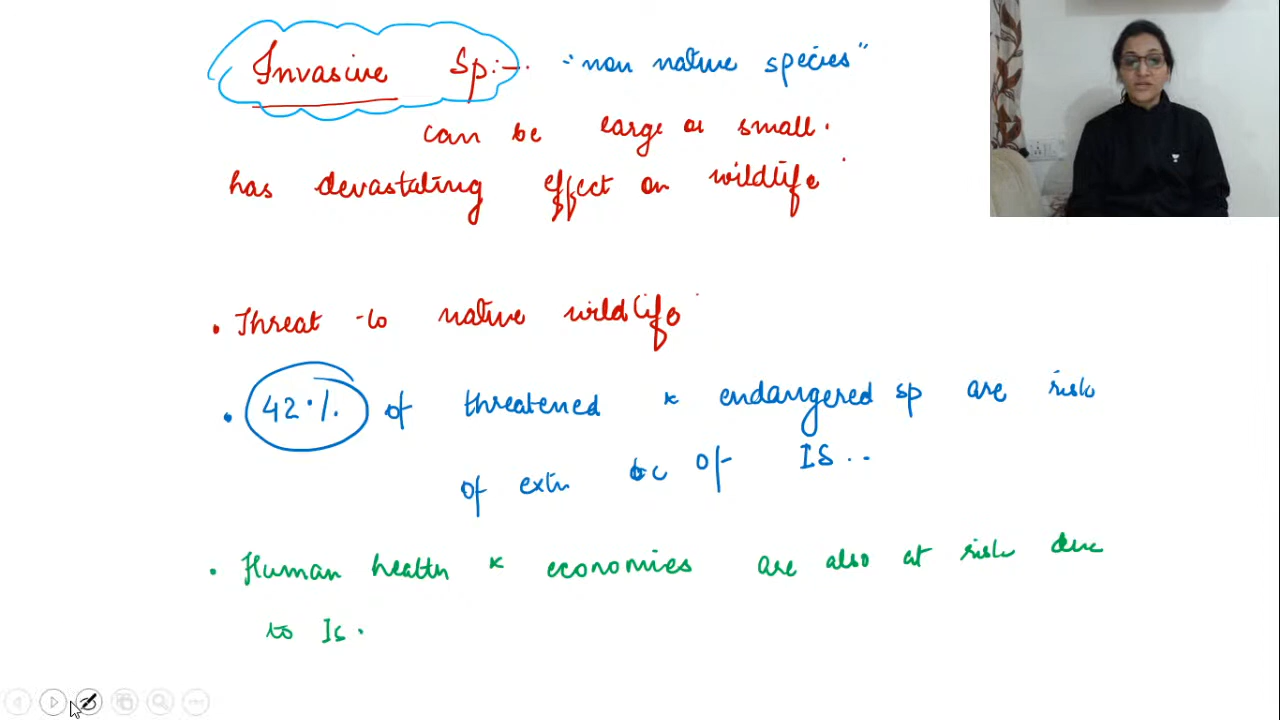 Invasive Sp:- "non native species"
can be large or small.
has devastating effect on wildlife
• Threat to native wildlife
• 42% of threatened & endangered sp are risk
of extn bc of IS..
• Human health & economies are also at risk due
to Is.